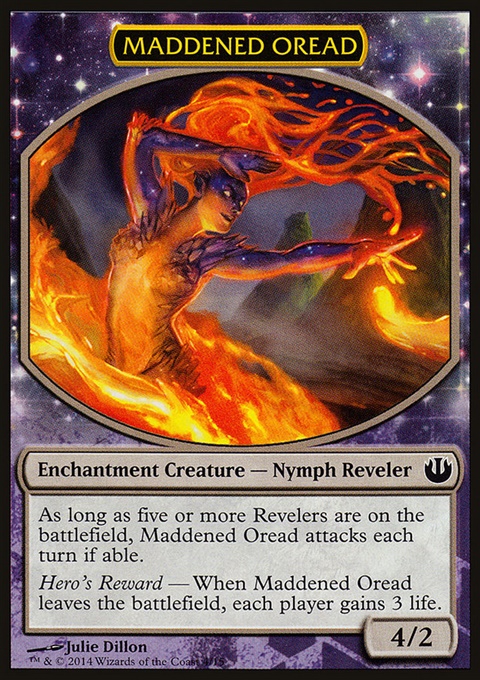 MADDENED OREAD
Enchantment Creature — Nymph Reveler
As long as five or more Revelers are on the
battlefield, Maddened Oread attacks each
turn if able.
Hero's Reward — When Maddened Oread
leaves the battlefield, each player gains 3 life.
4/2
Julie Dillon
™ & © 2014 Wizards of the Coast